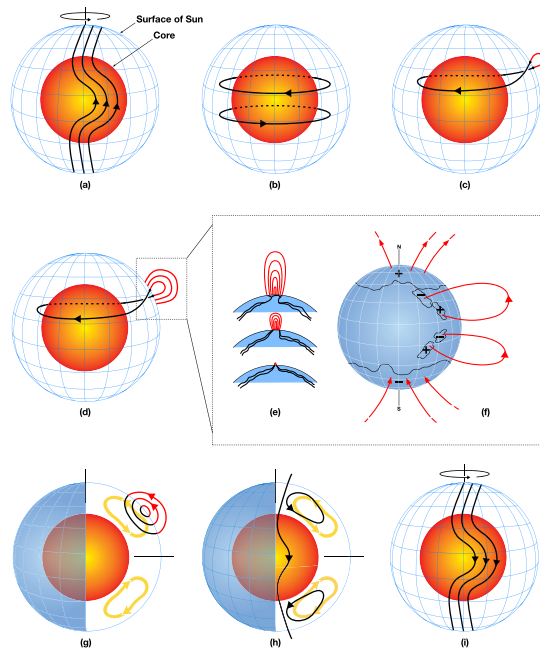 Surface of Sun
Core
(a)
(b)
(c)
N
+
−
+
−
+
−
S
(d)
(e)
(f)
(g)
(h)
(i)